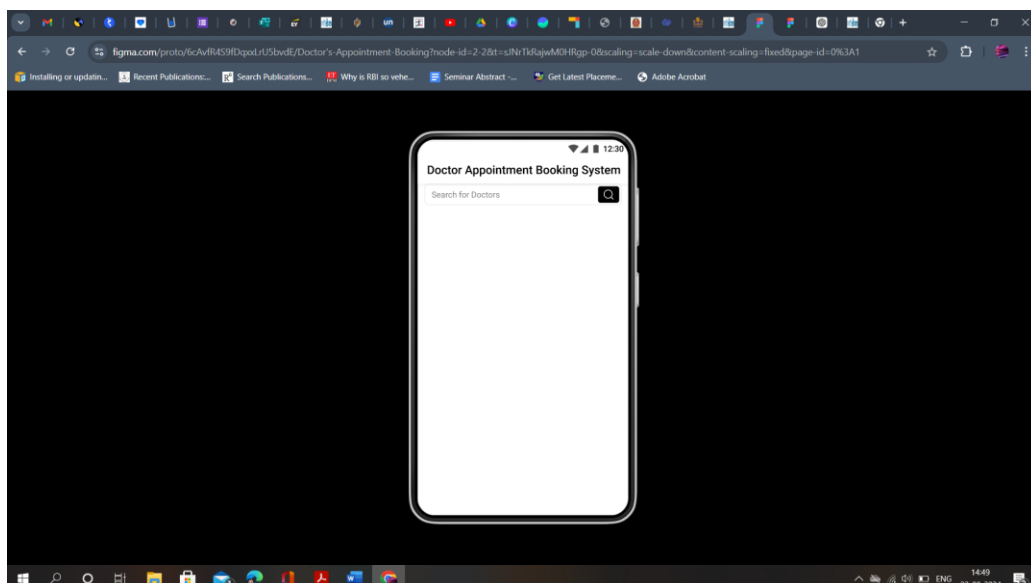 figma.com/proto/6cAvfR4S9fDqxxLrU5bvdE/Doctor's-Appointment-Booking?node-id=2-2&t=sJNrTkRajwM0HRgp-0&scaling=scale-down&content-scaling=fixed&page-id=0%3A1
Installing or updatin... Recent Publications:... R⁶ Search Publications... Why is RBI so vehe... Seminar Abstract -... Get Latest Placeme... Adobe Acrobat
12:30
Doctor Appointment Booking System
Search for Doctors
ENG
14:49